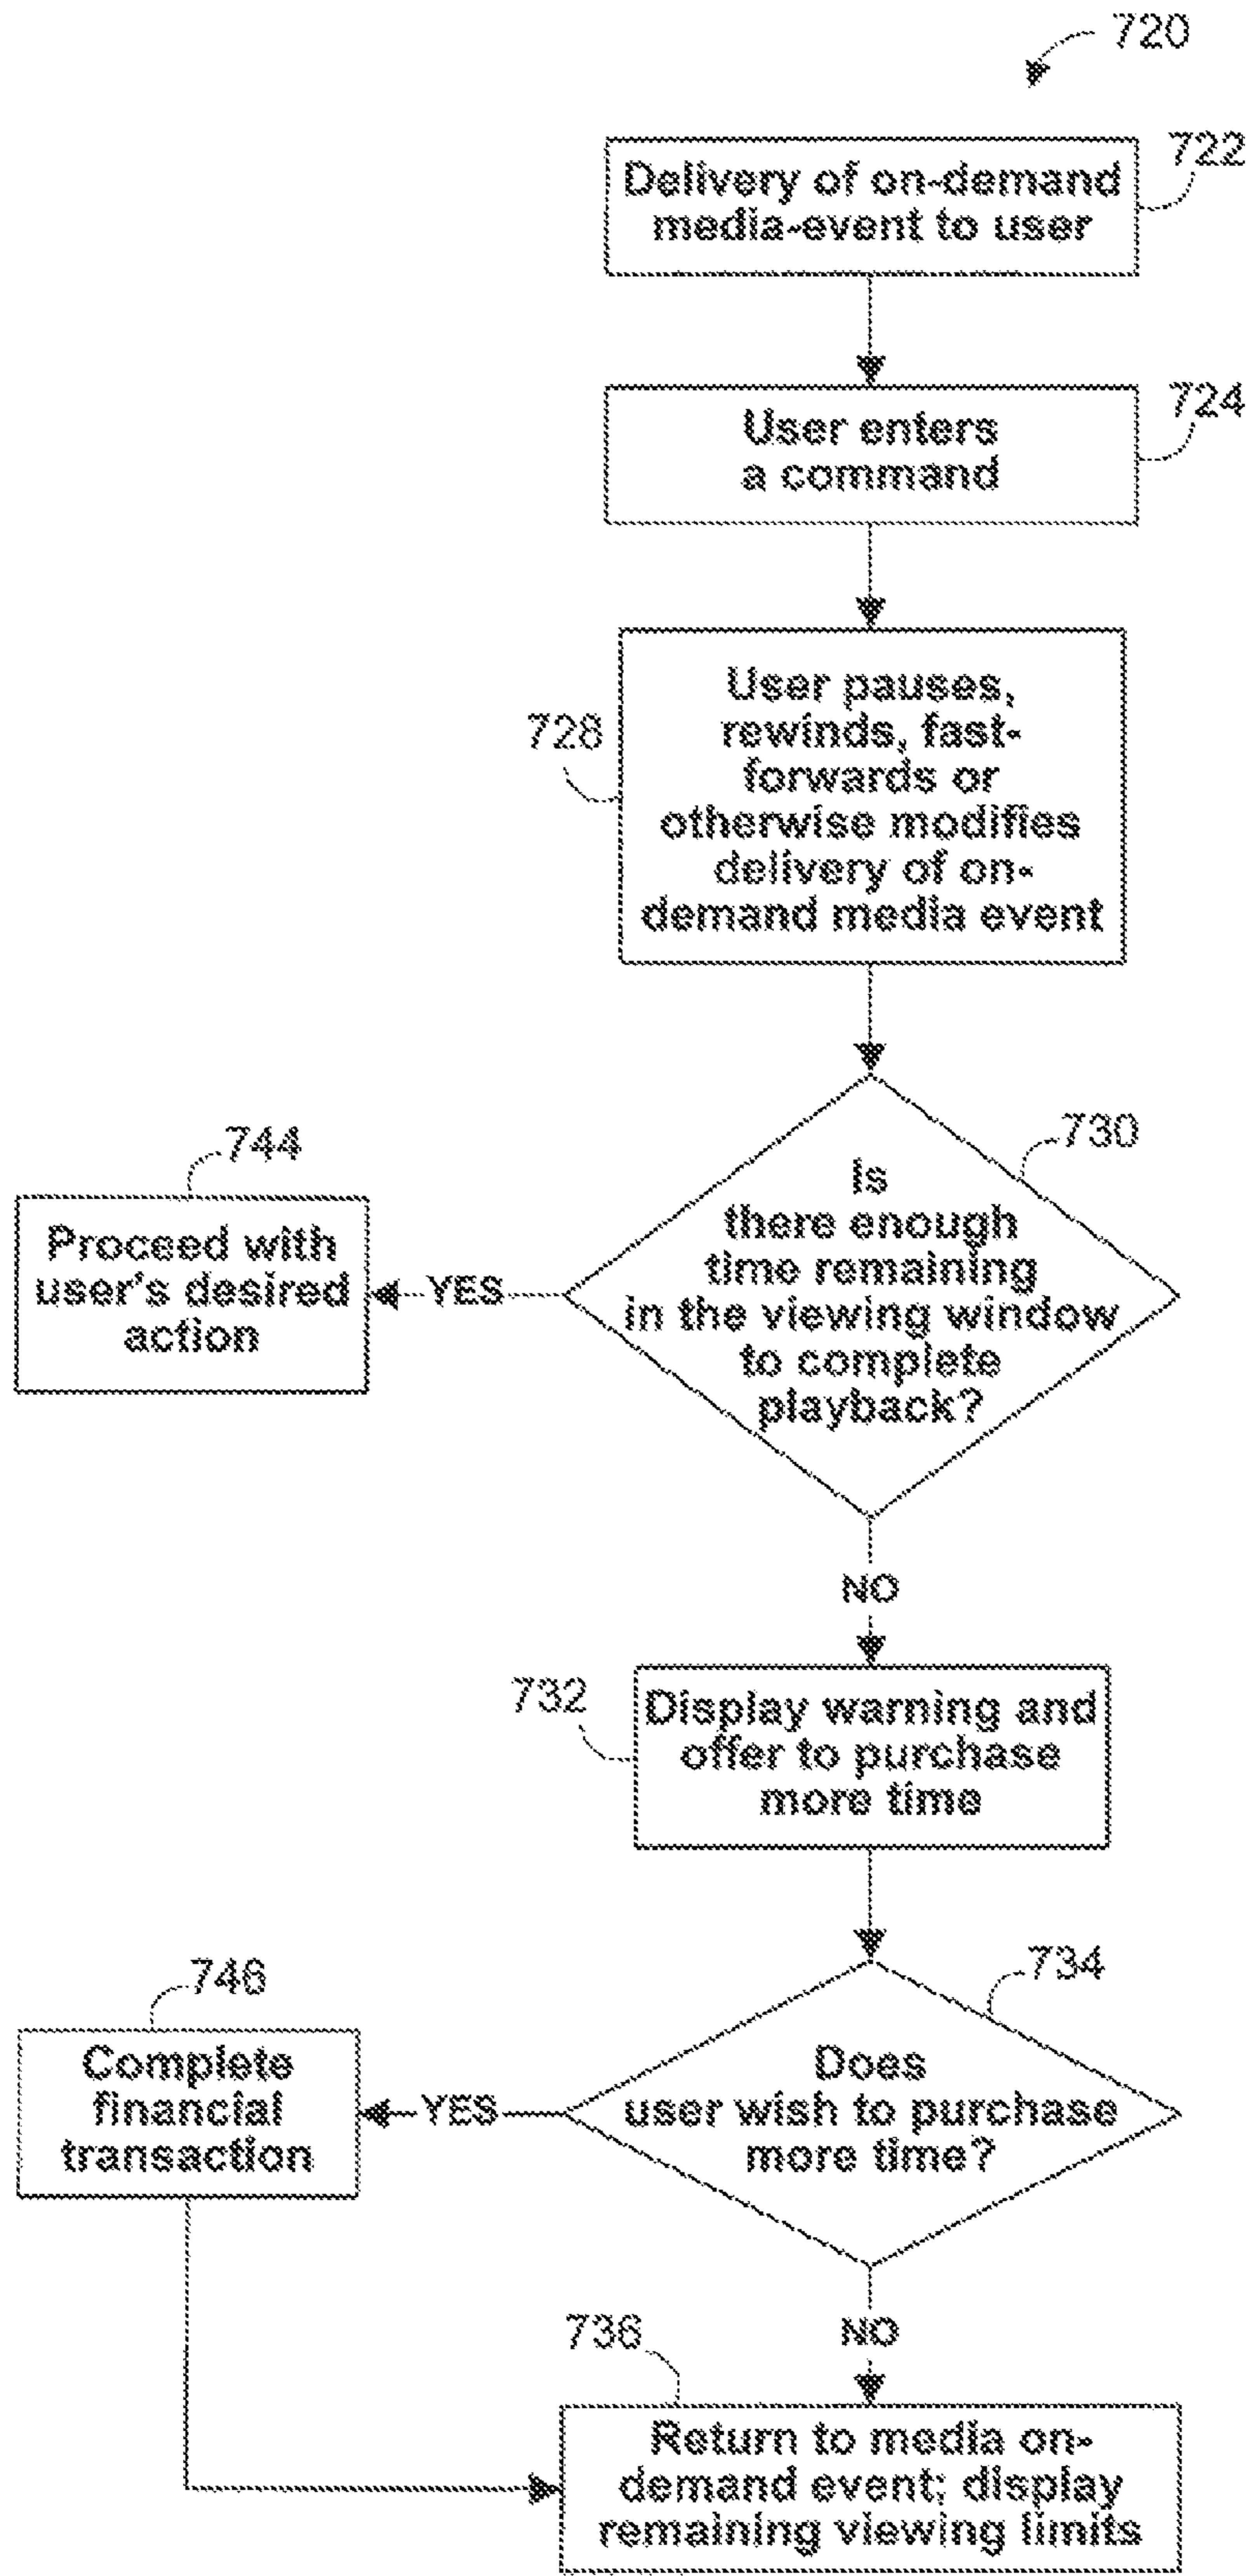 720
722
Delivery of on-demand
media-event to user
724
User enters
a command
728
User pauses,
rewinds, fast-
forwards or
otherwise modifies
delivery of on-
demand media event
730
Is
there enough
time remaining
in the viewing window
to complete
playback?
744
YES
Proceed with
user's desired
action
NO
732
Display warning and
offer to purchase
more time
734
Does
user wish to purchase
more time?
746
YES
Complete
financial
transaction
NO
736
Return to media on-
demand event; display
remaining viewing limits